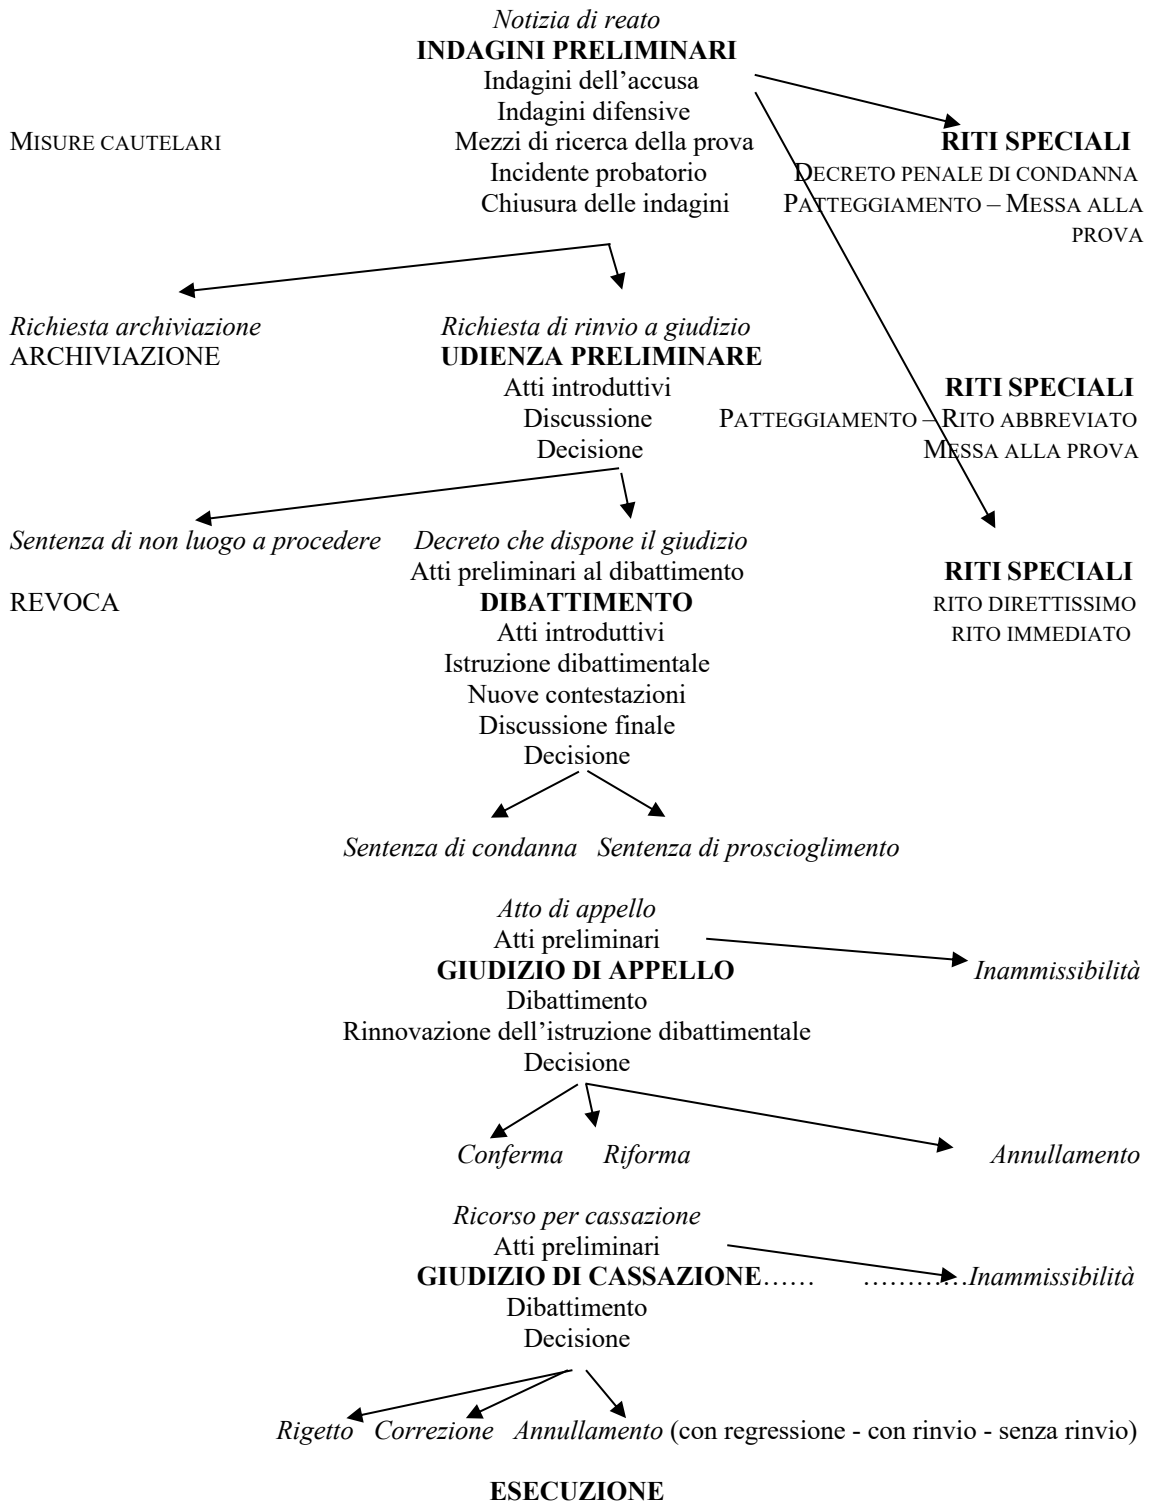 Notizia di reato
INDAGINI PRELIMINARI
Indagini dell’accusa
Indagini difensive
MISURE CAUTELARI Mezzi di ricerca della prova RITI SPECIALI
Incidente probatorio DECRETO PENALE DI CONDANNA
Chiusura delle indagini PATTEGGIAMENTO – MESSA ALLA
PROVA
Richiesta archiviazione Richiesta di rinvio a giudizio
ARCHIVIAZIONE UDIENZA PRELIMINARE
Atti introduttivi RITI SPECIALI
Discussione PATTEGGIAMENTO – RITO ABBREVIATO
Decisione MESSA ALLA PROVA
Sentenza di non luogo a procedere Decreto che dispone il giudizio
Atti preliminari al dibattimento RITI SPECIALI
REVOCA DIBATTIMENTO RITO DIRETTISSIMO
Atti introduttivi RITO IMMEDIATO
Istruzione dibattimentale
Nuove contestazioni
Discussione finale
Decisione
Sentenza di condanna Sentenza di proscioglimento
Atto di appello
Atti preliminari
GIUDIZIO DI APPELLO Inammissibilità
Dibattimento
Rinnovazione dell’istruzione dibattimentale
Decisione
Conferma Riforma Annullamento
Ricorso per cassazione
Atti preliminari
GIUDIZIO DI CASSAZIONE…… …………Inammissibilità
Dibattimento
Decisione
Rigetto Correzione Annullamento (con regressione - con rinvio - senza rinvio)
ESECUZIONE